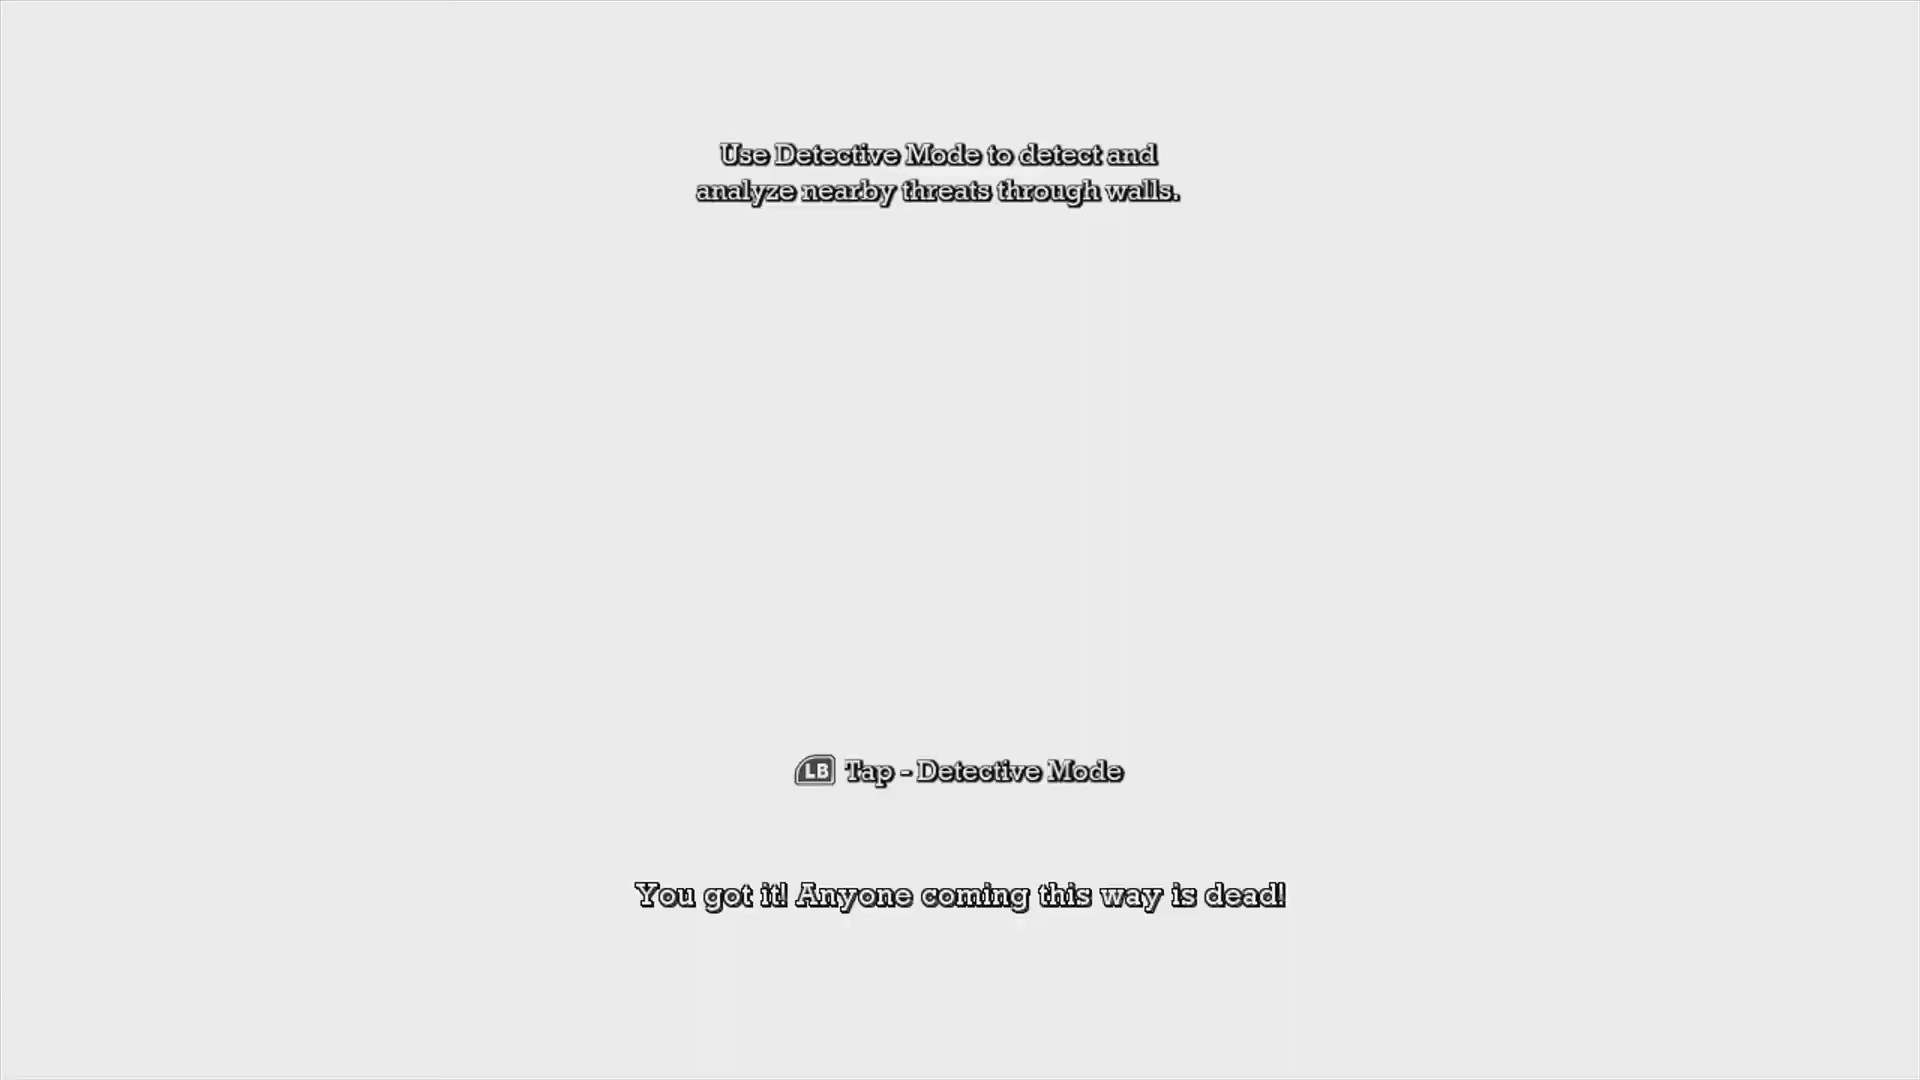 Use Detective Mode to detect and
analyze nearby threats through walls.
LB Tap - Detective Mode
You got it! Anyone coming this way is dead!